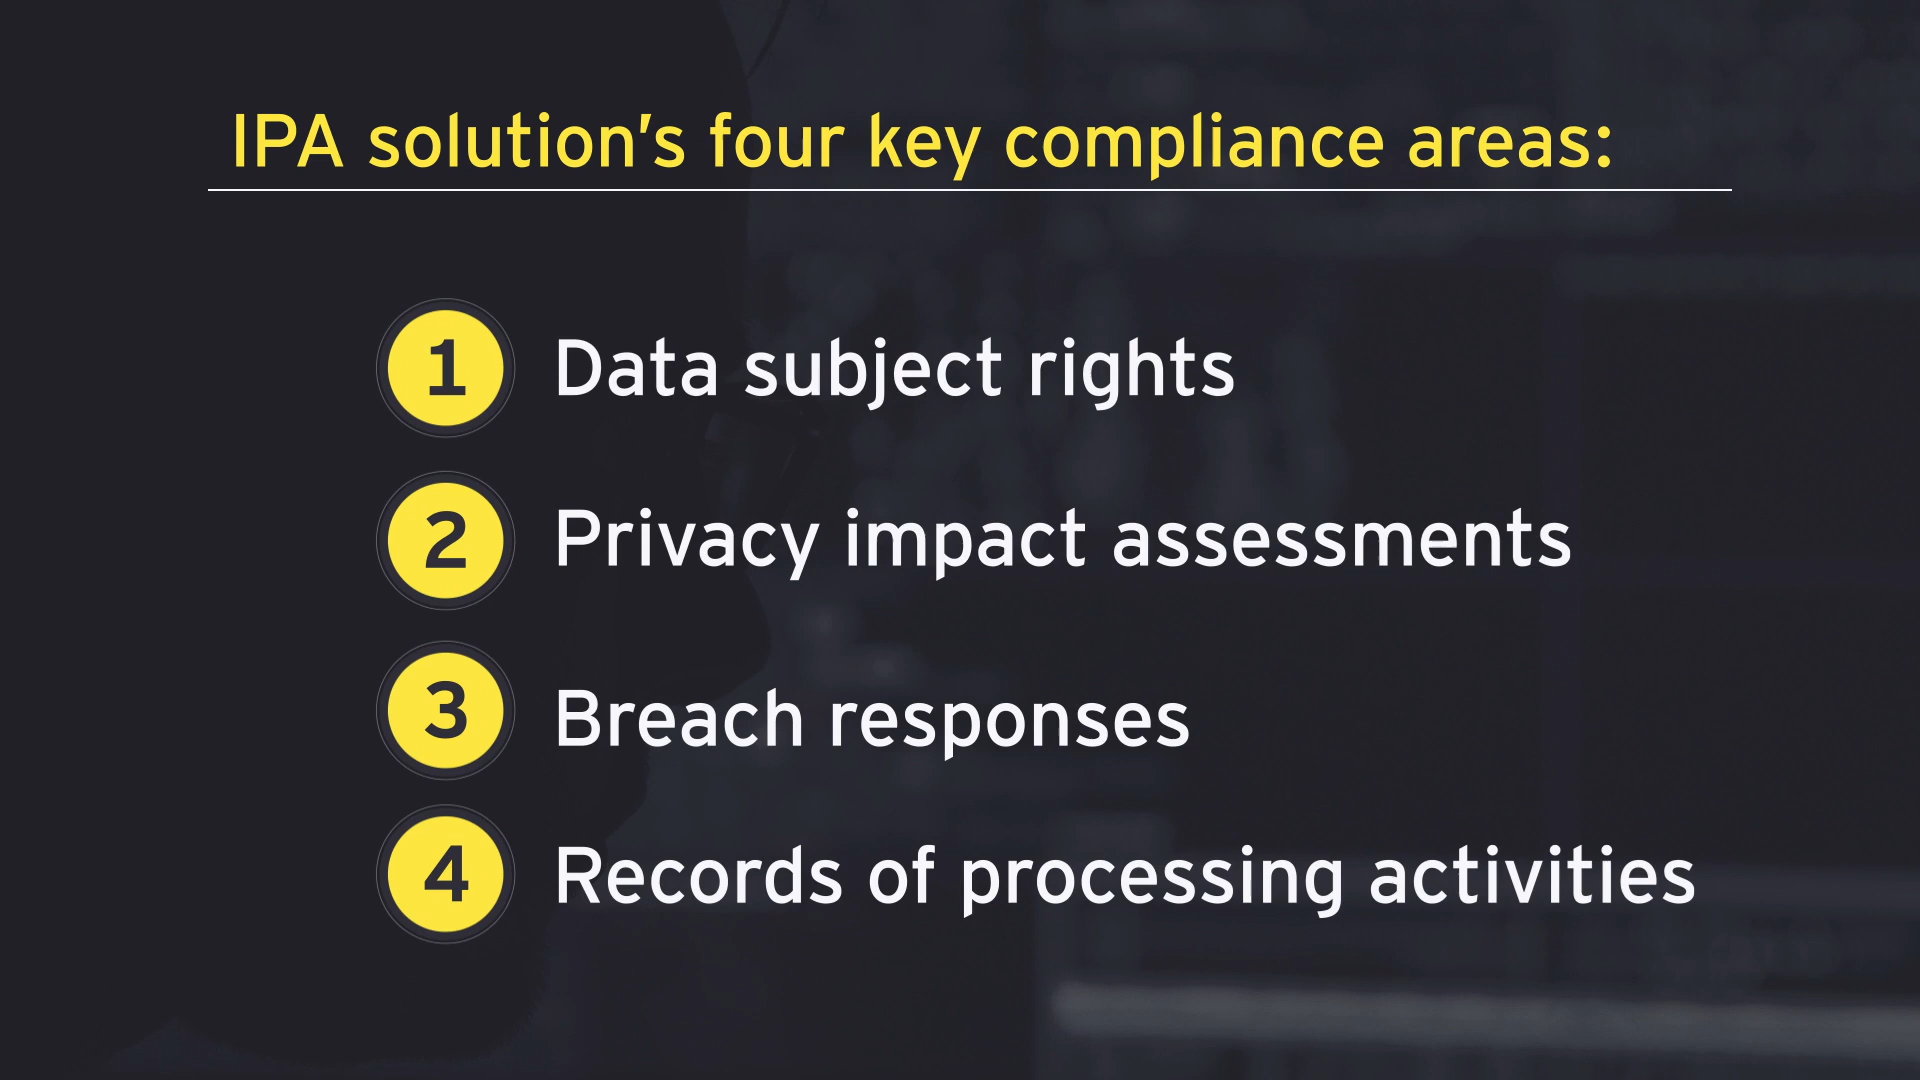 IPA solution’s four key compliance areas:
1 Data subject rights
2 Privacy impact assessments
3 Breach responses
4 Records of processing activities